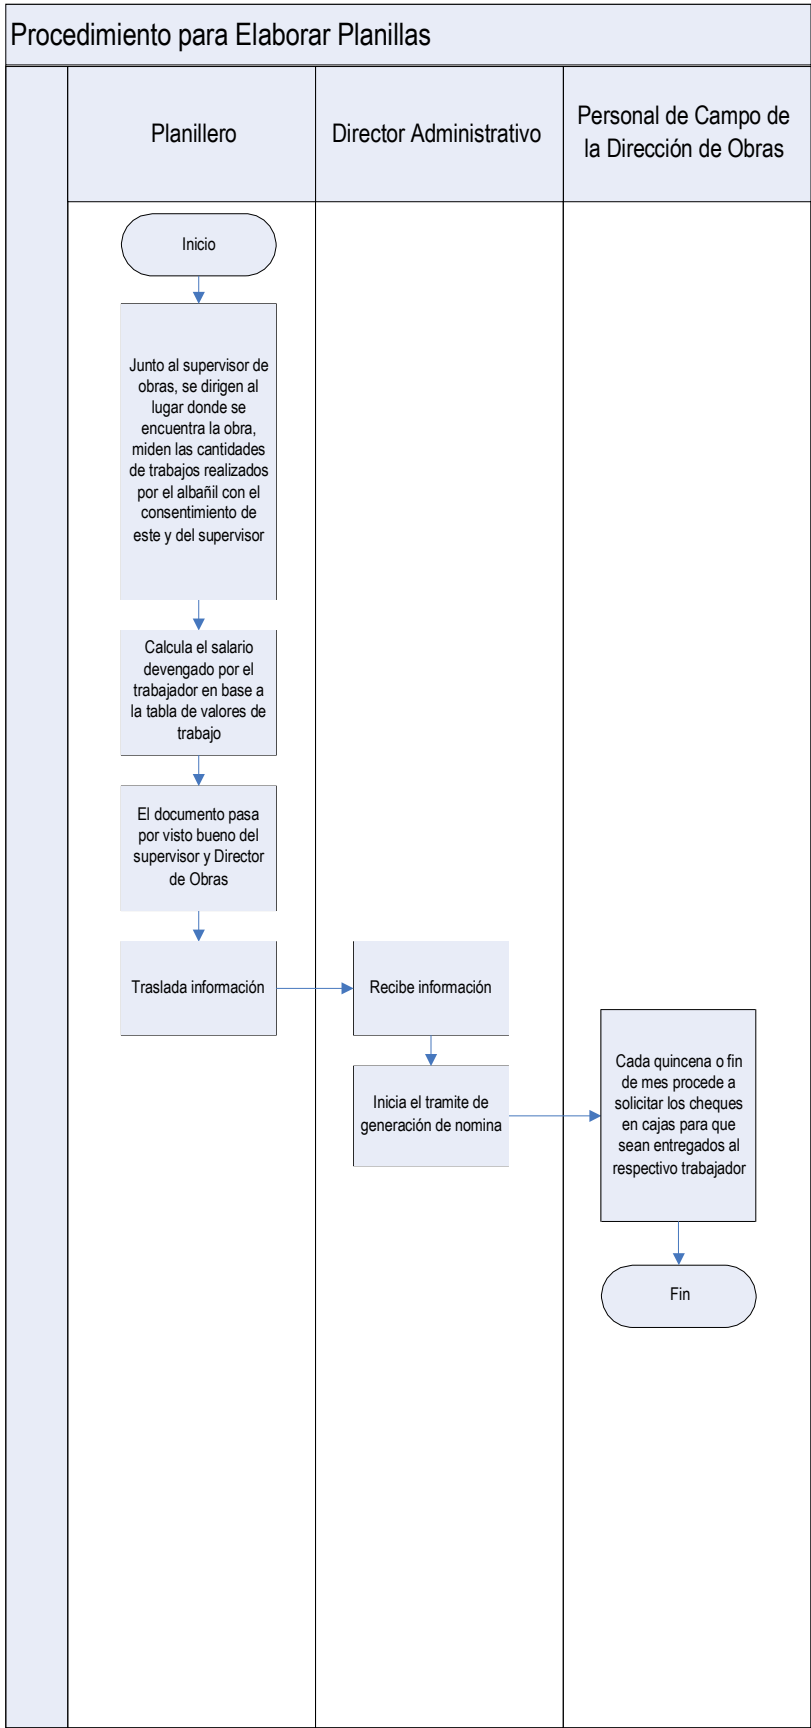 Procedimiento para Elaborar Planillas
Planillero
Director Administrativo
Personal de Campo de
la Dirección de Obras
Inicio
Junto al supervisor de
obras, se dirigen al
lugar donde se
encuentra la obra,
miden las cantidades
de trabajos realizados
por el albañil con el
consentimiento de
este y del supervisor
Calcula el salario
devengado por el
trabajador en base a
la tabla de valores de
trabajo
El documento pasa
por visto bueno del
supervisor y Director
de Obras
Traslada información
Recibe información
Inicia el tramite de
generación de nomina
Cada quincena o fin
de mes procede a
solicitar los cheques
en cajas para que
sean entregados al
respectivo trabajador
Fin